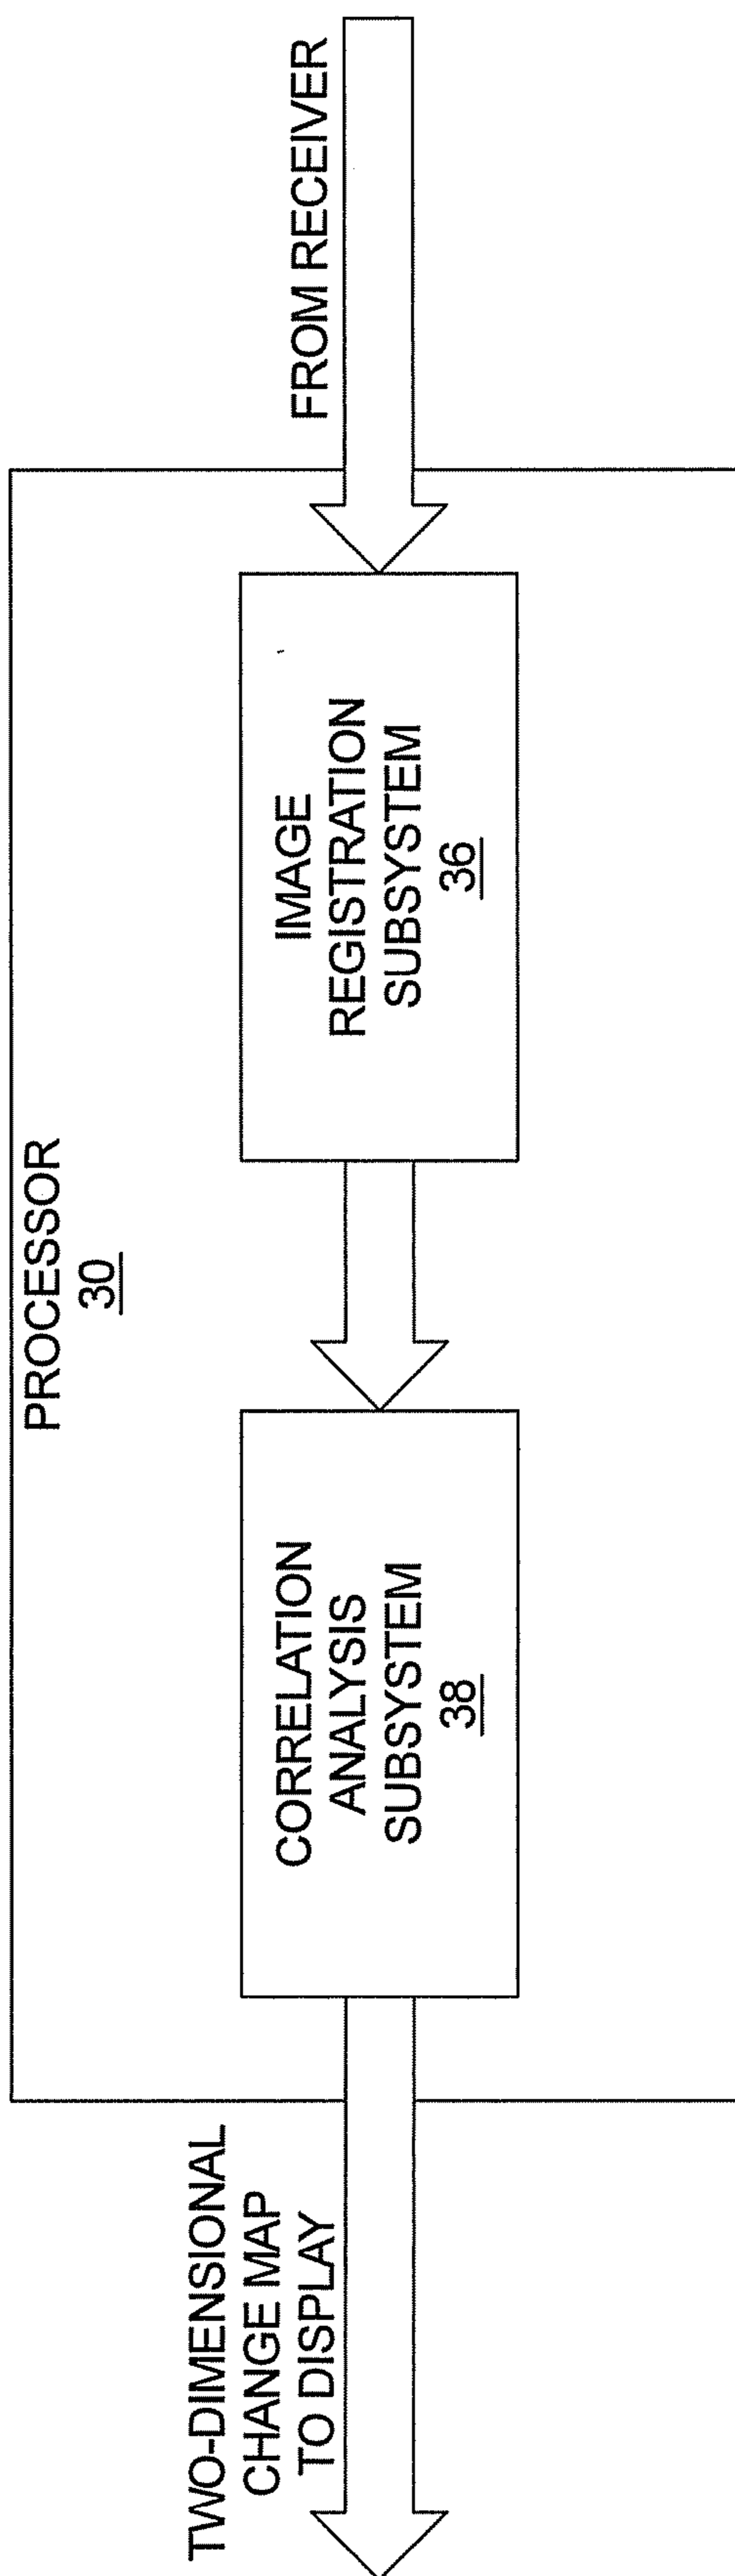 PROCESSOR
30
FROM RECEIVER
IMAGE
REGISTRATION
SUBSYSTEM
36
CORRELATION
ANALYSIS
SUBSYSTEM
38
TWO-DIMENSIONAL
CHANGE MAP
TO DISPLAY